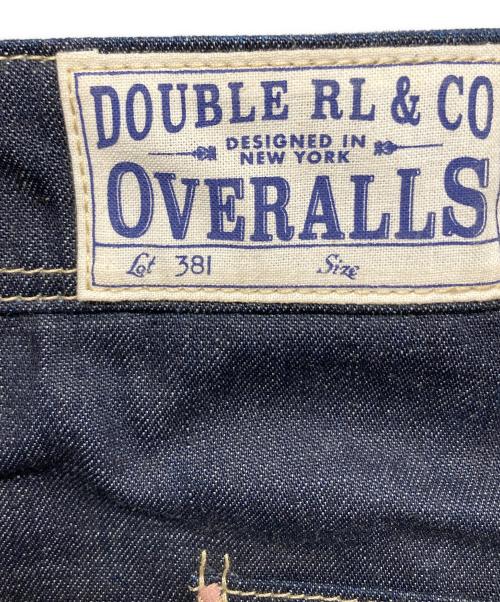 DOUBLE RL & CO
DESIGNED IN
NEW YORK
OVERALLS
Lot 381 Size